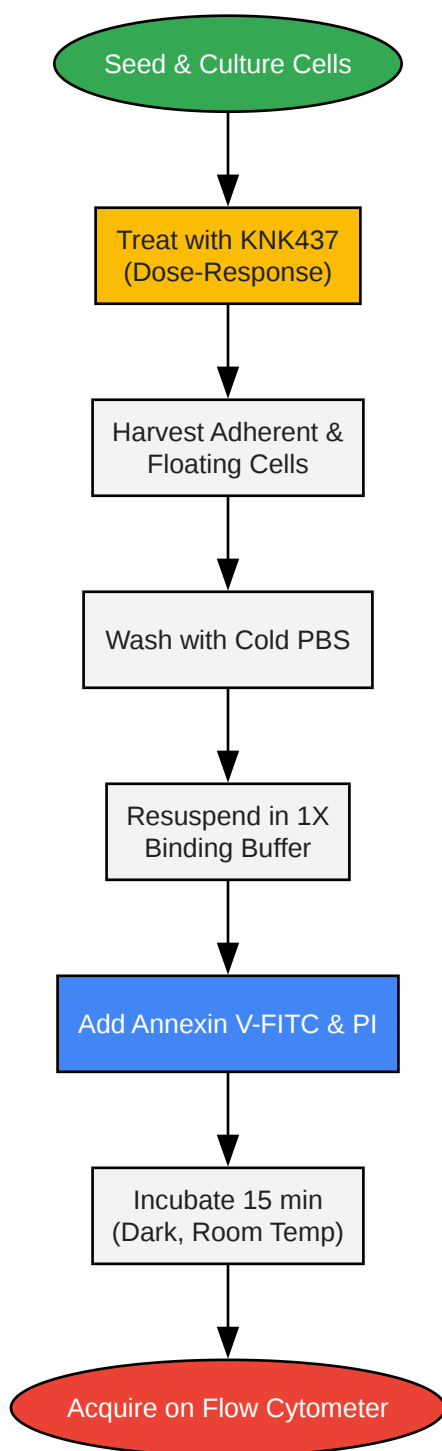 Seed & Culture Cells
Treat with KNK437
(Dose-Response)
Harvest Adherent &
Floating Cells
Wash with Cold PBS
Resuspend in 1X
Binding Buffer
Add Annexin V-FITC & PI
Incubate 15 min
(Dark, Room Temp)
Acquire on Flow Cytometer